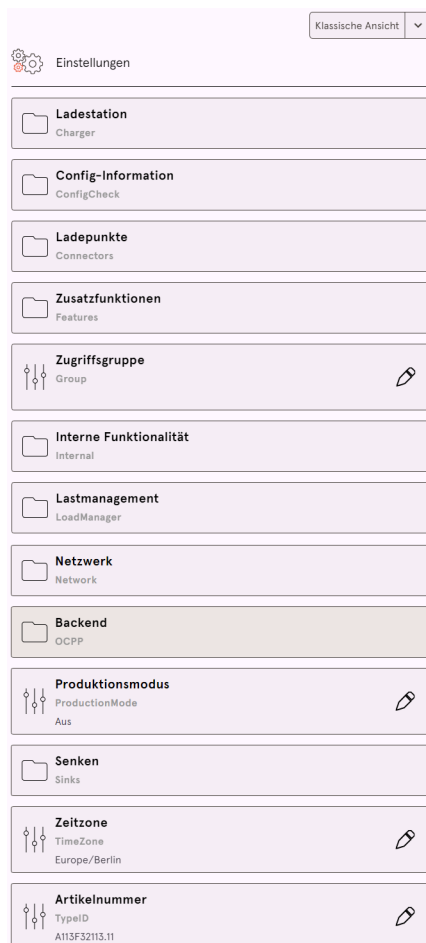 Klassische Ansicht
Einstellungen
Ladestation
Charger
Config-Information
ConfigCheck
Ladepunkte
Connectors
Zusatzfunktionen
Features
Zugriffsgruppe
Group
Interne Funktionalität
Internal
Lastmanagement
LoadManager
Netzwerk
Network
Backend
OCPP
Produktionsmodus
ProductionMode
Aus
Senken
Sinks
Zeitzone
TimeZone
Europe/Berlin
Artikelnummer
TypeID
A113F32113.11